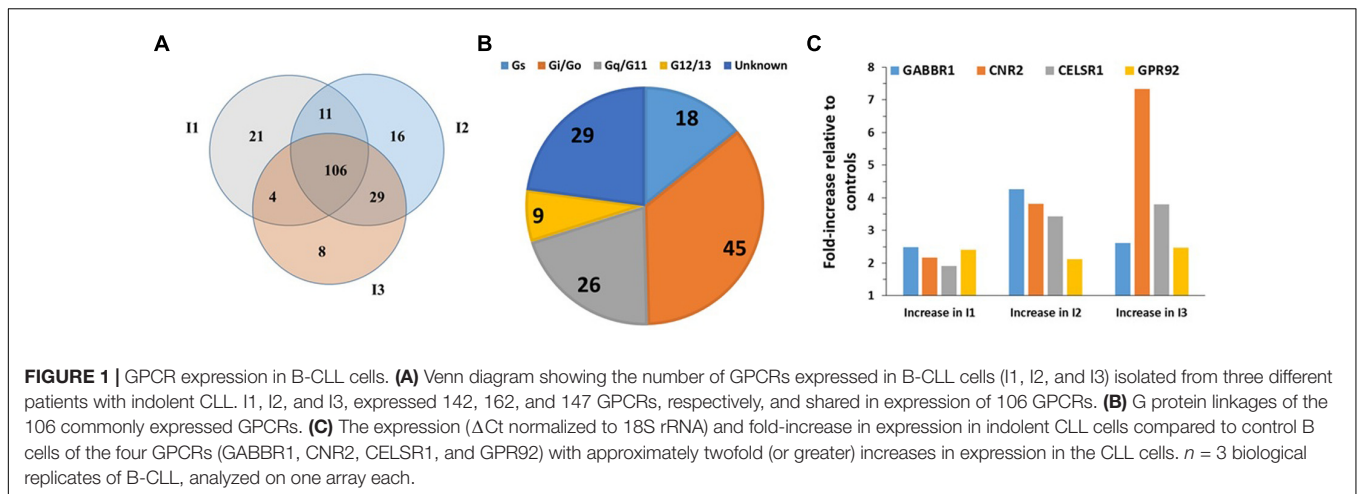 A
I1
21
11
16
I2
106
4
29
8
I3
B
Gs Gi/Go Gq/G11 G12/13 Unknown
18
29
9
45
26
C
GABBR1 CNR2 CELSR1 GPR92
Fold-increase relative to
controls
8
7
6
5
4
3
2
1
Increase in I1 Increase in I2 Increase in I3
FIGURE 1 | GPCR expression in B-CLL cells. (A) Venn diagram showing the number of GPCRs expressed in B-CLL cells (I1, I2, and I3) isolated from three different
patients with indolent CLL. I1, I2, and I3, expressed 142, 162, and 147 GPCRs, respectively, and shared in expression of 106 GPCRs. (B) G protein linkages of the
106 commonly expressed GPCRs. (C) The expression (ΔCt normalized to 18S rRNA) and fold-increase in expression in indolent CLL cells compared to control B
cells of the four GPCRs (GABBR1, CNR2, CELSR1, and GPR92) with approximately twofold (or greater) increases in expression in the CLL cells. n = 3 biological
replicates of B-CLL, analyzed on one array each.